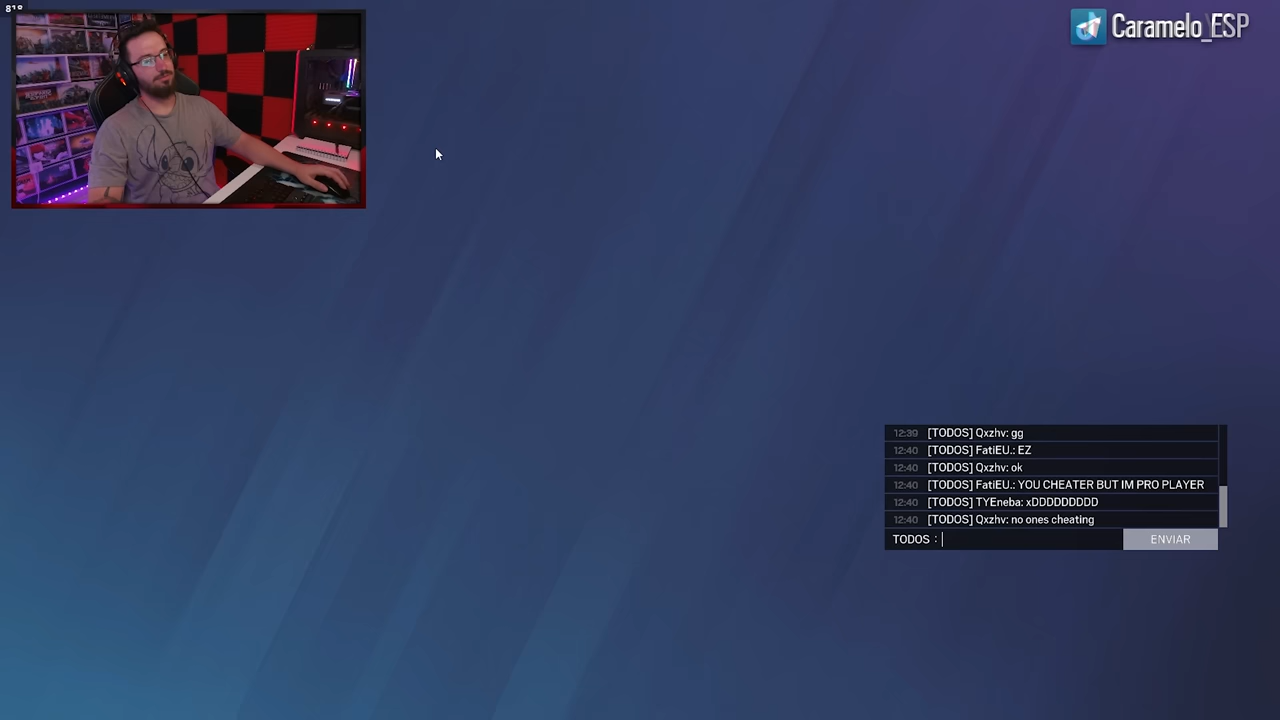 818
Caramelo_ESP
12:39 [TODOS] Qxzhv: gg
12:40 [TODOS] FatiEU.: EZ
12:40 [TODOS] Qxzhv: ok
12:40 [TODOS] FatiEU.: YOU CHEATER BUT IM PRO PLAYER
12:40 [TODOS] TYEneba: xDDDDDDDDD
12:40 [TODOS] Qxzhv: no ones cheating
TODOS :
ENVIAR